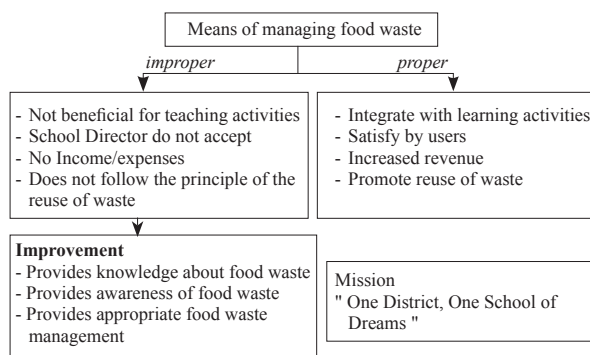 Means of managing food waste
improper
proper
- Not beneficial for teaching activities
- School Director do not accept
- No Income/expenses
- Does not follow the principle of the
reuse of waste
- Integrate with learning activities
- Satisfy by users
- Increased revenue
- Promote reuse of waste
Improvement
- Provides knowledge about food waste
- Provides awareness of food waste
- Provides appropriate food waste
management
Mission
" One District, One School of
Dreams "